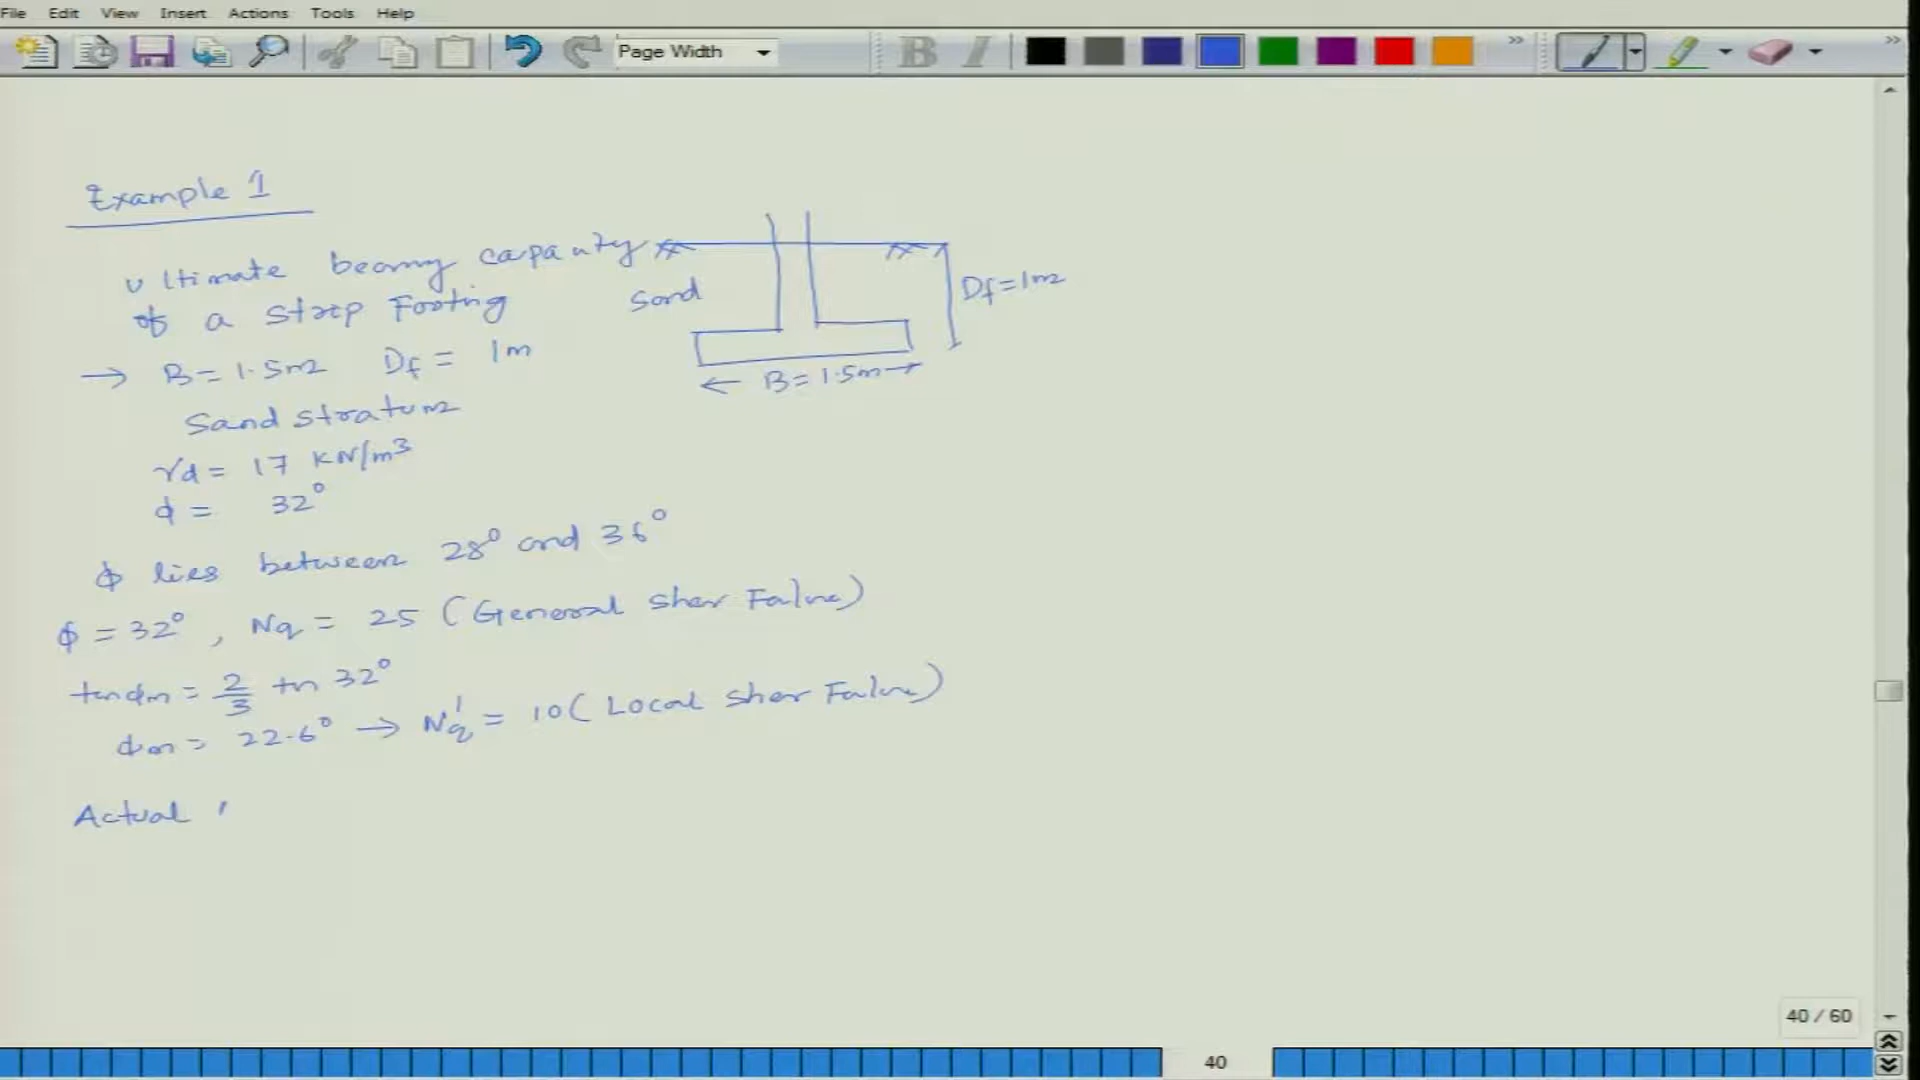 File Edit View Insert Actions Tools Help
Page Width
B I
Example 1
Ultimate bearing capacity
of a Strip Footing
→ B = 1.5m Df = 1m
Sand stratum
γd = 17 KN/m³
ϕ = 32°
Sand
Df = 1m
← B = 1.5m →
ϕ lies between 28° and 36°
ϕ = 32° , Nq = 25 (General Shear Failure)
tanϕm = 2/3 tan 32°
ϕm = 22.6° → Nq' = 10 (Local Shear Failure)
Actual
40 / 60
40